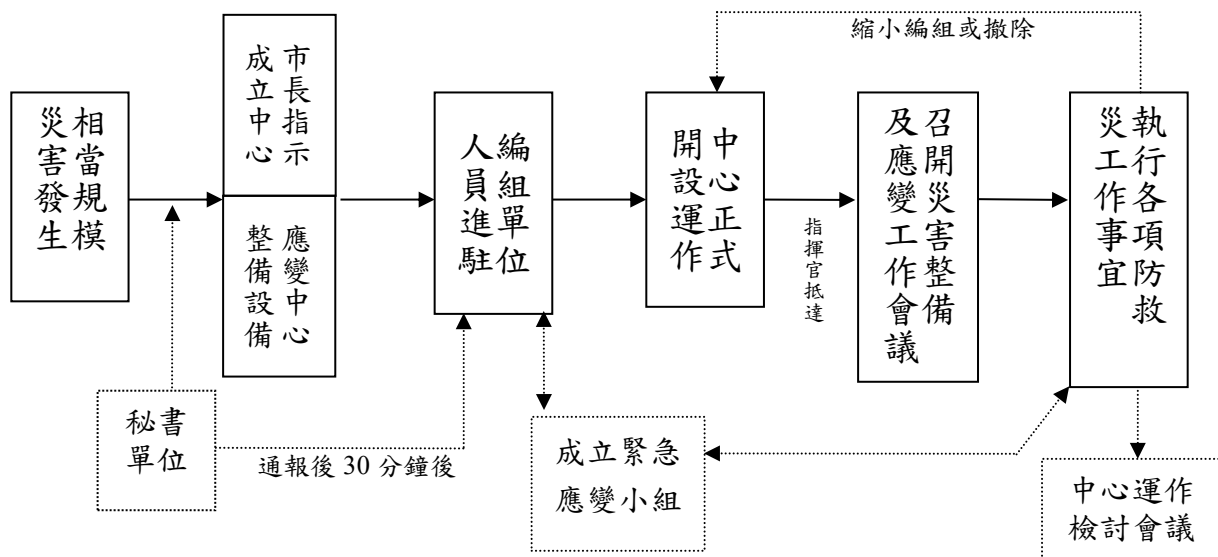 縮小編組或撤除
相當規模
災害發生
市長指示
成立中心
應變中心
整備設備
編組單位
人員進駐
中心正式
開設運作
指揮官抵達
召開災害整備
及應變工作會議
執行各項防救
災工作事宜
秘書
單位
通報後 30 分鐘後
成立緊急
應變小組
中心運作
檢討會議